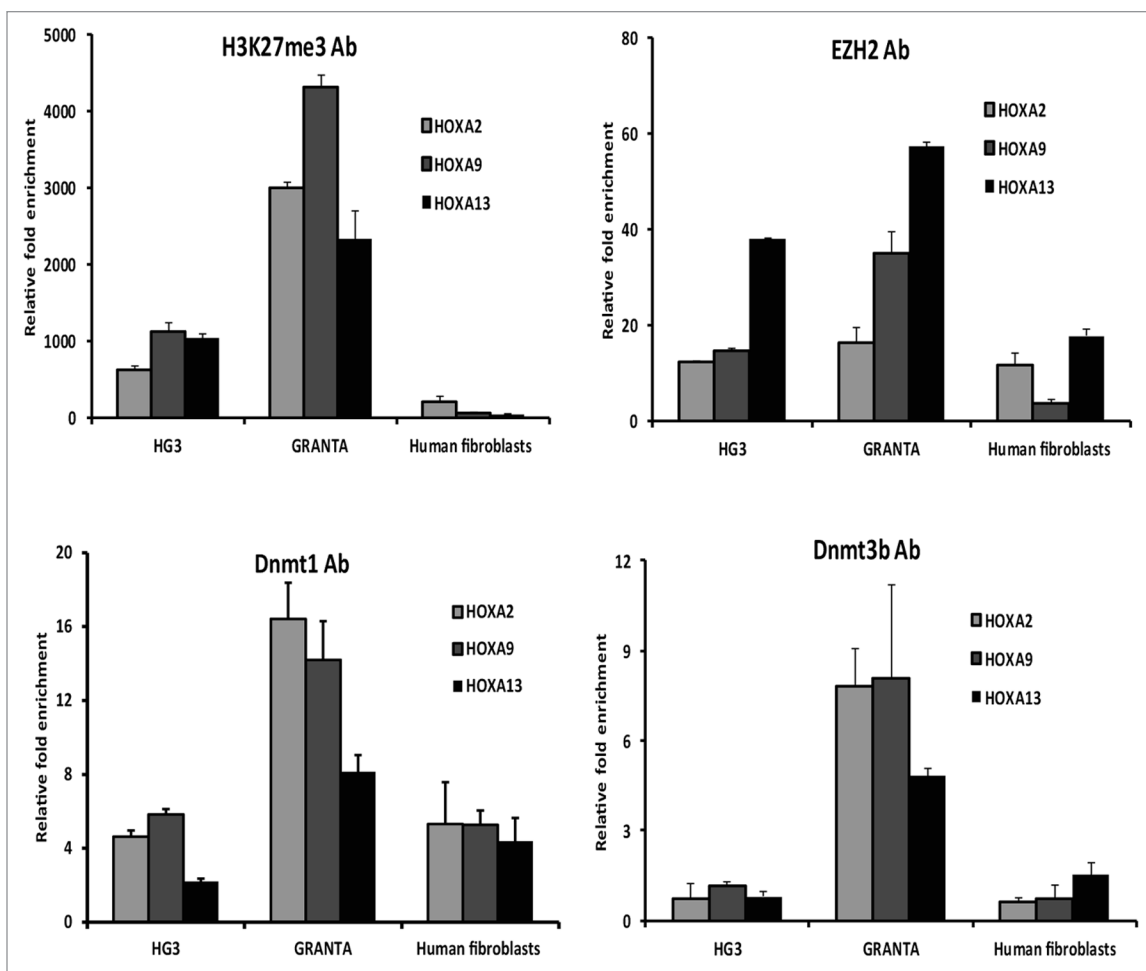 H3K27me3 Ab
Relative fold enrichment
5000
4000
3000
2000
1000
0
HOXA2
HOXA9
HOXA13
HG3
GRANTA
Human fibroblasts
EZH2 Ab
Relative fold enrichment
80
60
40
20
0
HOXA2
HOXA9
HOXA13
HG3
GRANTA
Human fibroblasts
Dnmt1 Ab
Relative fold enrichment
20
16
12
8
4
0
HOXA2
HOXA9
HOXA13
HG3
GRANTA
Human fibroblasts
Dnmt3b Ab
Relative fold enrichment
12
9
6
3
0
HOXA2
HOXA9
HOXA13
HG3
GRANTA
Human fibroblasts